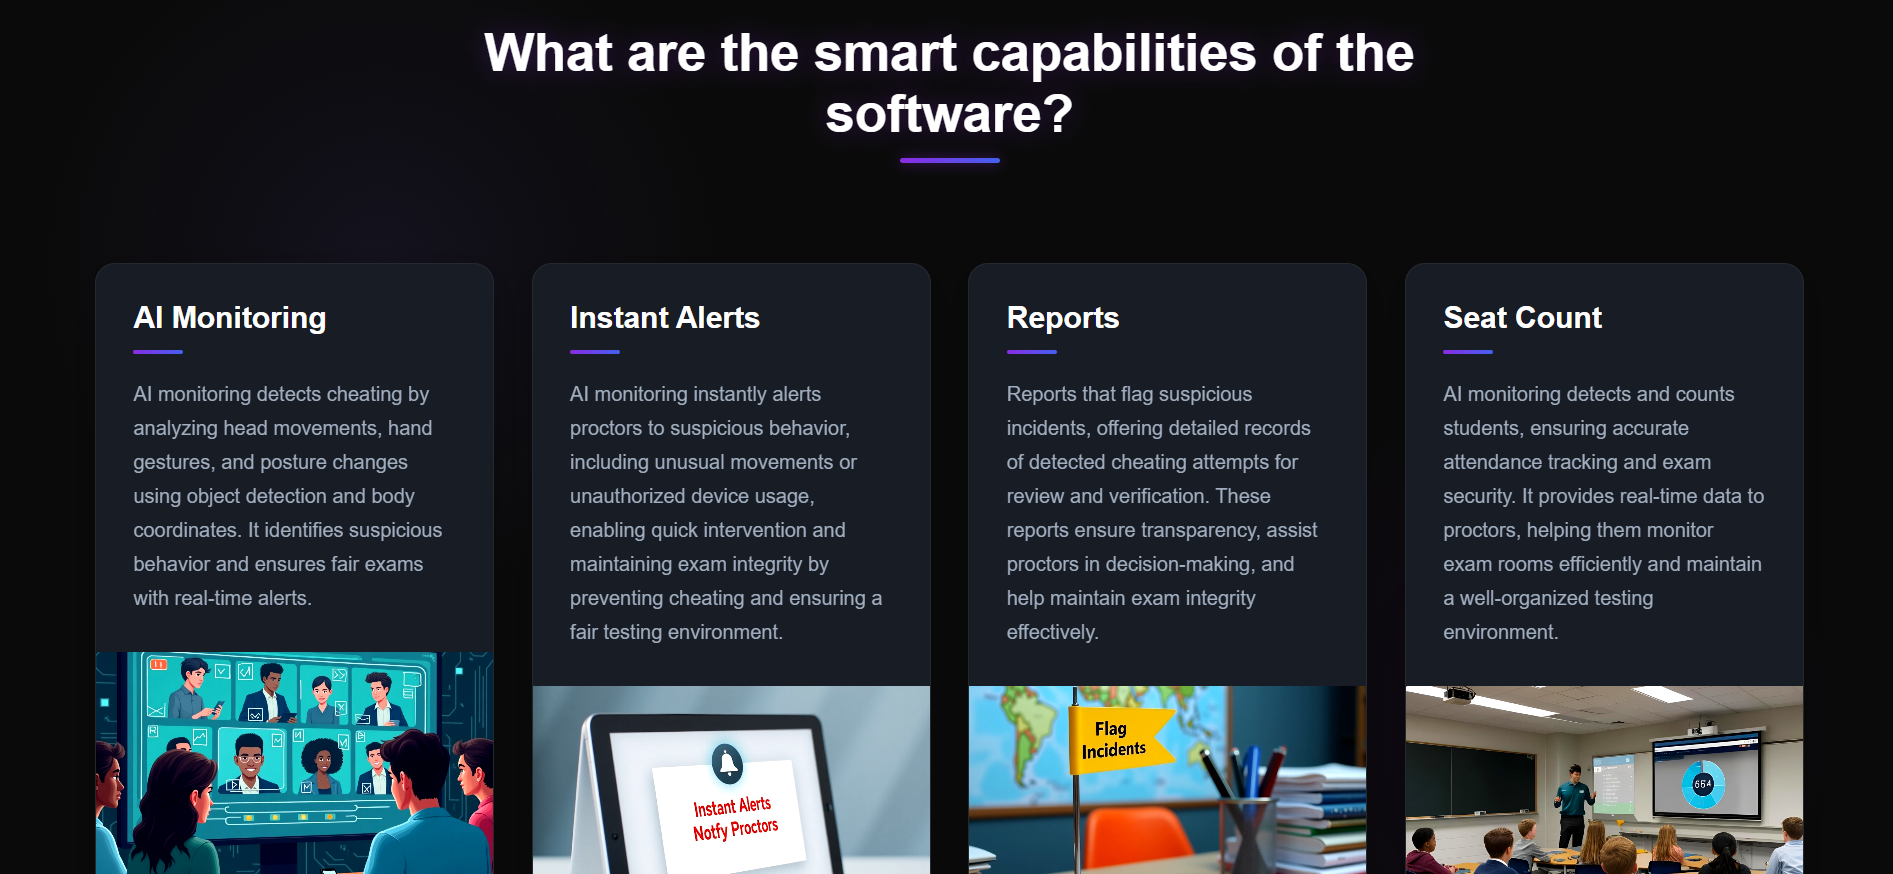 What are the smart capabilities of the
software?
AI Monitoring
AI monitoring detects cheating by
analyzing head movements, hand
gestures, and posture changes
using object detection and body
coordinates. It identifies suspicious
behavior and ensures fair exams
with real-time alerts.
Instant Alerts
AI monitoring instantly alerts
proctors to suspicious behavior,
including unusual movements or
unauthorized device usage,
enabling quick intervention and
maintaining exam integrity by
preventing cheating and ensuring a
fair testing environment.
Instant Alerts
Notfy Proctors
Reports
Reports that flag suspicious
incidents, offering detailed records
of detected cheating attempts for
review and verification. These
reports ensure transparency, assist
proctors in decision-making, and
help maintain exam integrity
effectively.
Flag
Incidents
Seat Count
AI monitoring detects and counts
students, ensuring accurate
attendance tracking and exam
security. It provides real-time data to
proctors, helping them monitor
exam rooms efficiently and maintain
a well-organized testing
environment.
664